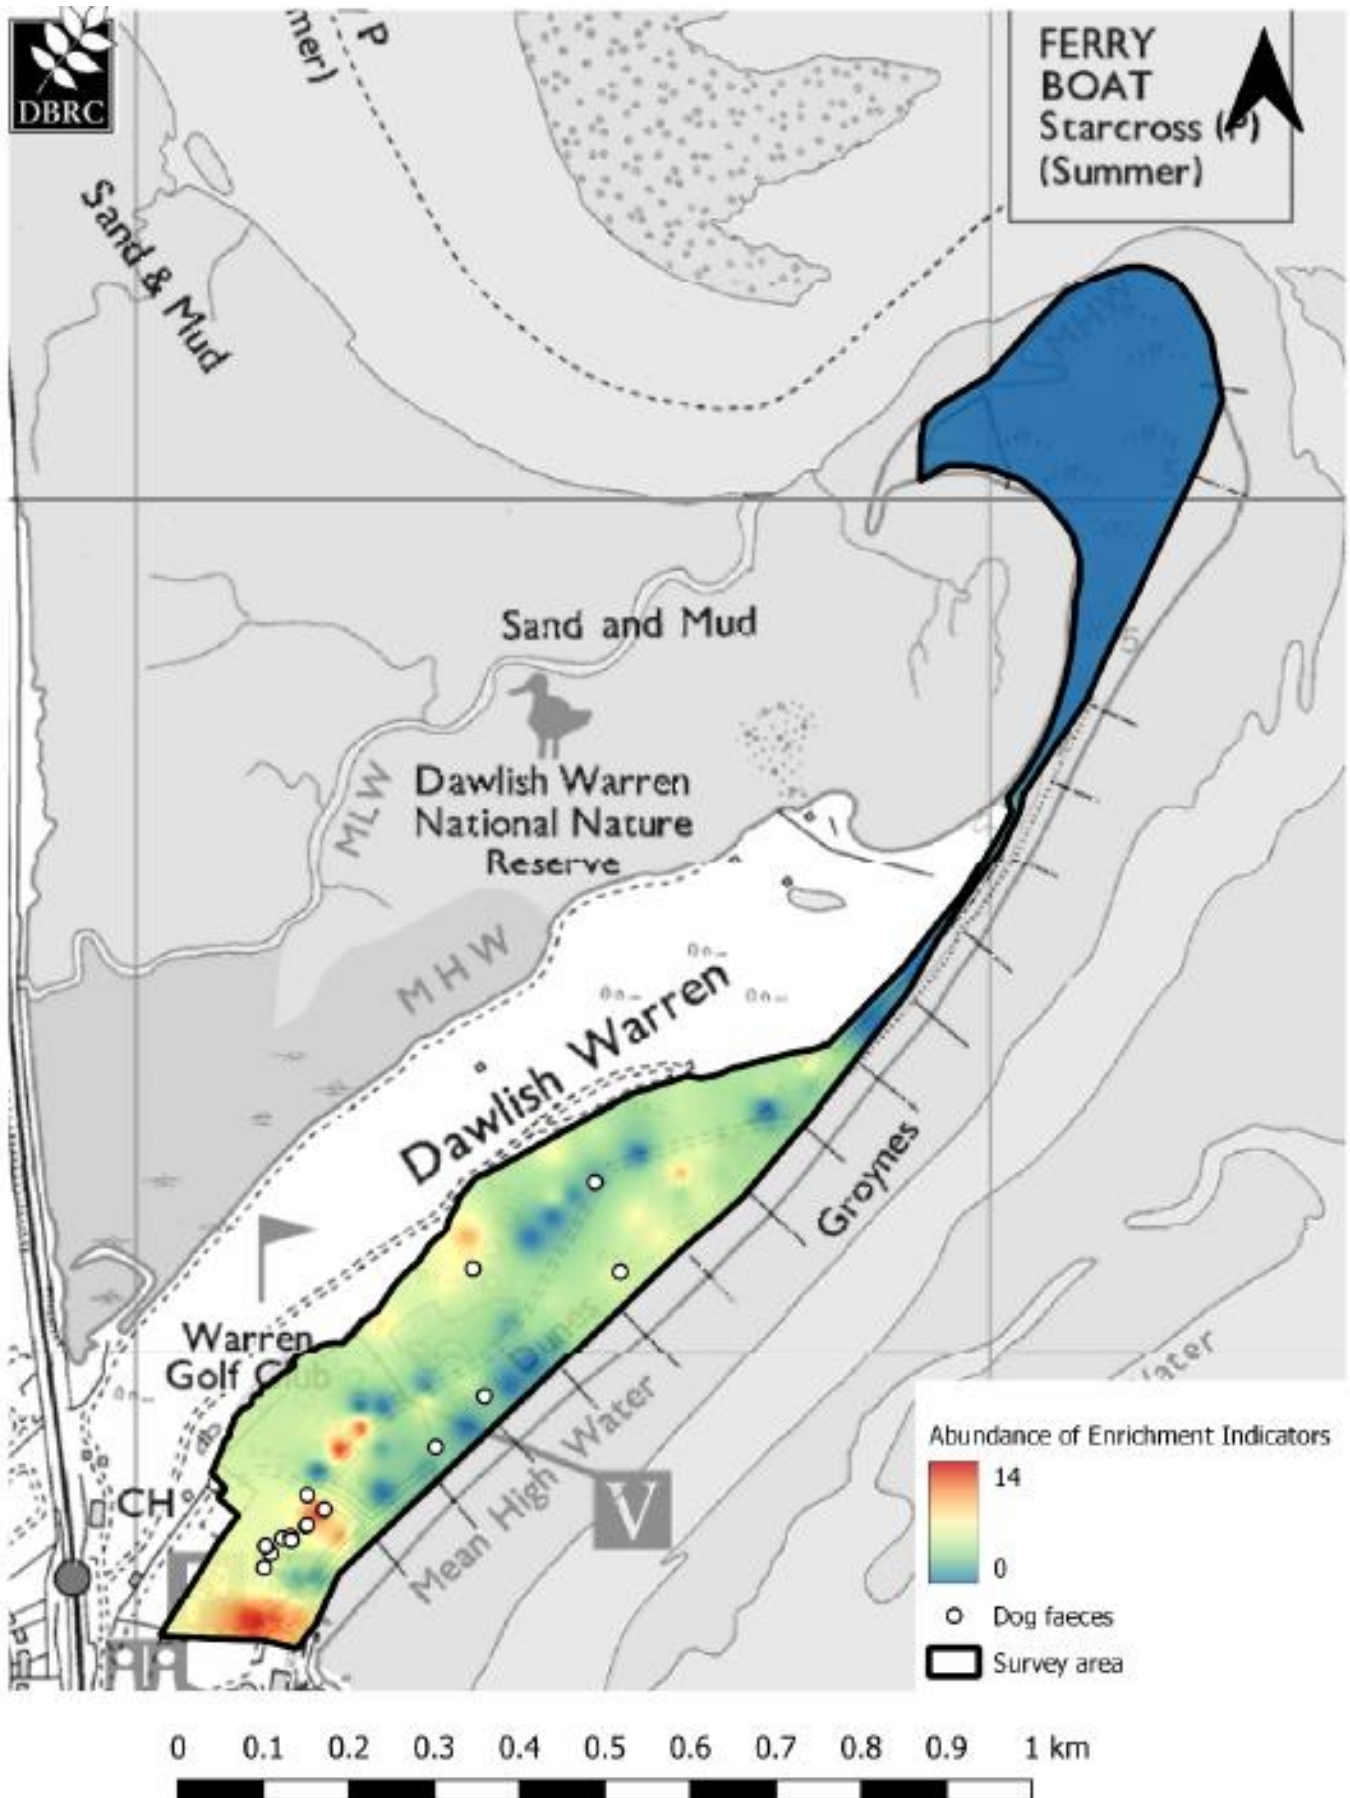 DBRC
mer)
P
FERRY
BOAT
Starcross (P)
(Summer)
Sand & Mud
MHW
5
Sand and Mud
5
Dawlish Warren
National Nature
Reserve
MLW
MHW
Dawlish Warren
Groynes
Warren
Golf Club
Dunes
Water
CH
Mean High Water
V
Abundance of Enrichment Indicators
14
0
Dog faeces
Survey area
0 0.1 0.2 0.3 0.4 0.5 0.6 0.7 0.8 0.9 1 km